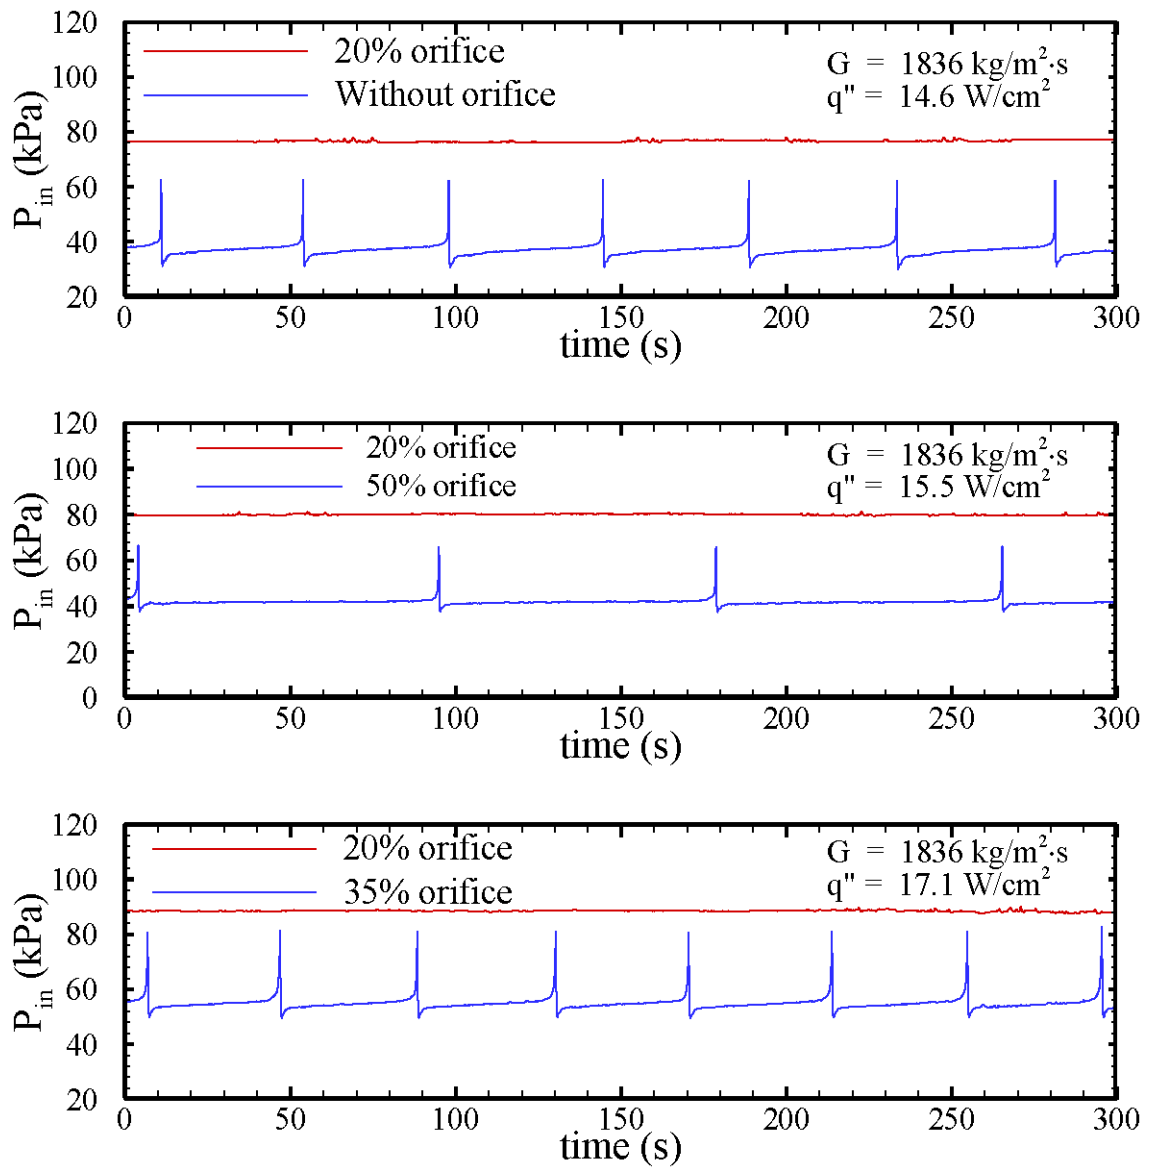 20% orifice
Without orifice
G = 1836 kg/m²·s
q" = 14.6 W/cm²
P_in (kPa)
120
100
80
60
40
20
0 50 100 150 200 250 300
time (s)
20% orifice
50% orifice
G = 1836 kg/m²·s
q" = 15.5 W/cm²
P_in (kPa)
120
100
80
60
40
20
0
0 50 100 150 200 250 300
time (s)
20% orifice
35% orifice
G = 1836 kg/m²·s
q" = 17.1 W/cm²
P_in (kPa)
120
100
80
60
40
20
0 50 100 150 200 250 300
time (s)